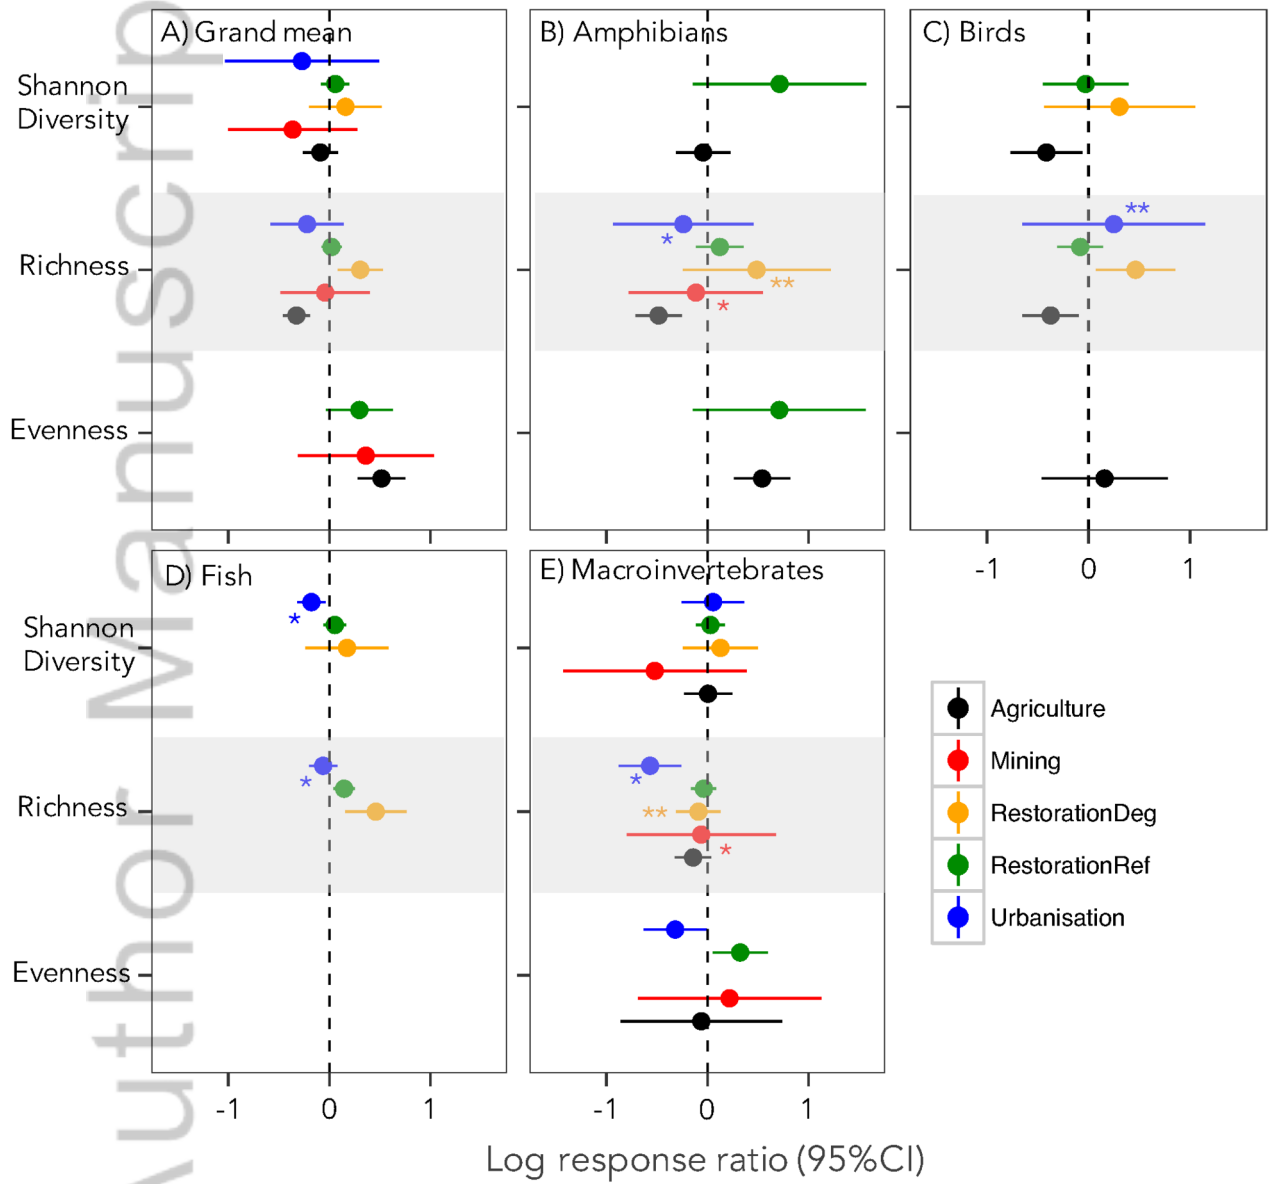 A) Grand mean
B) Amphibians
C) Birds
Shannon
Diversity
Richness
**
*
**
*
Evenness
-1 0 1
D) Fish
E) Macroinvertebrates
Shannon
Diversity
*
Richness
*
*
**
*
Evenness
-1 0 1
-1 0 1
Log response ratio (95%CI)
Agriculture
Mining
RestorationDeg
RestorationRef
Urbanisation
Author Manuscrip